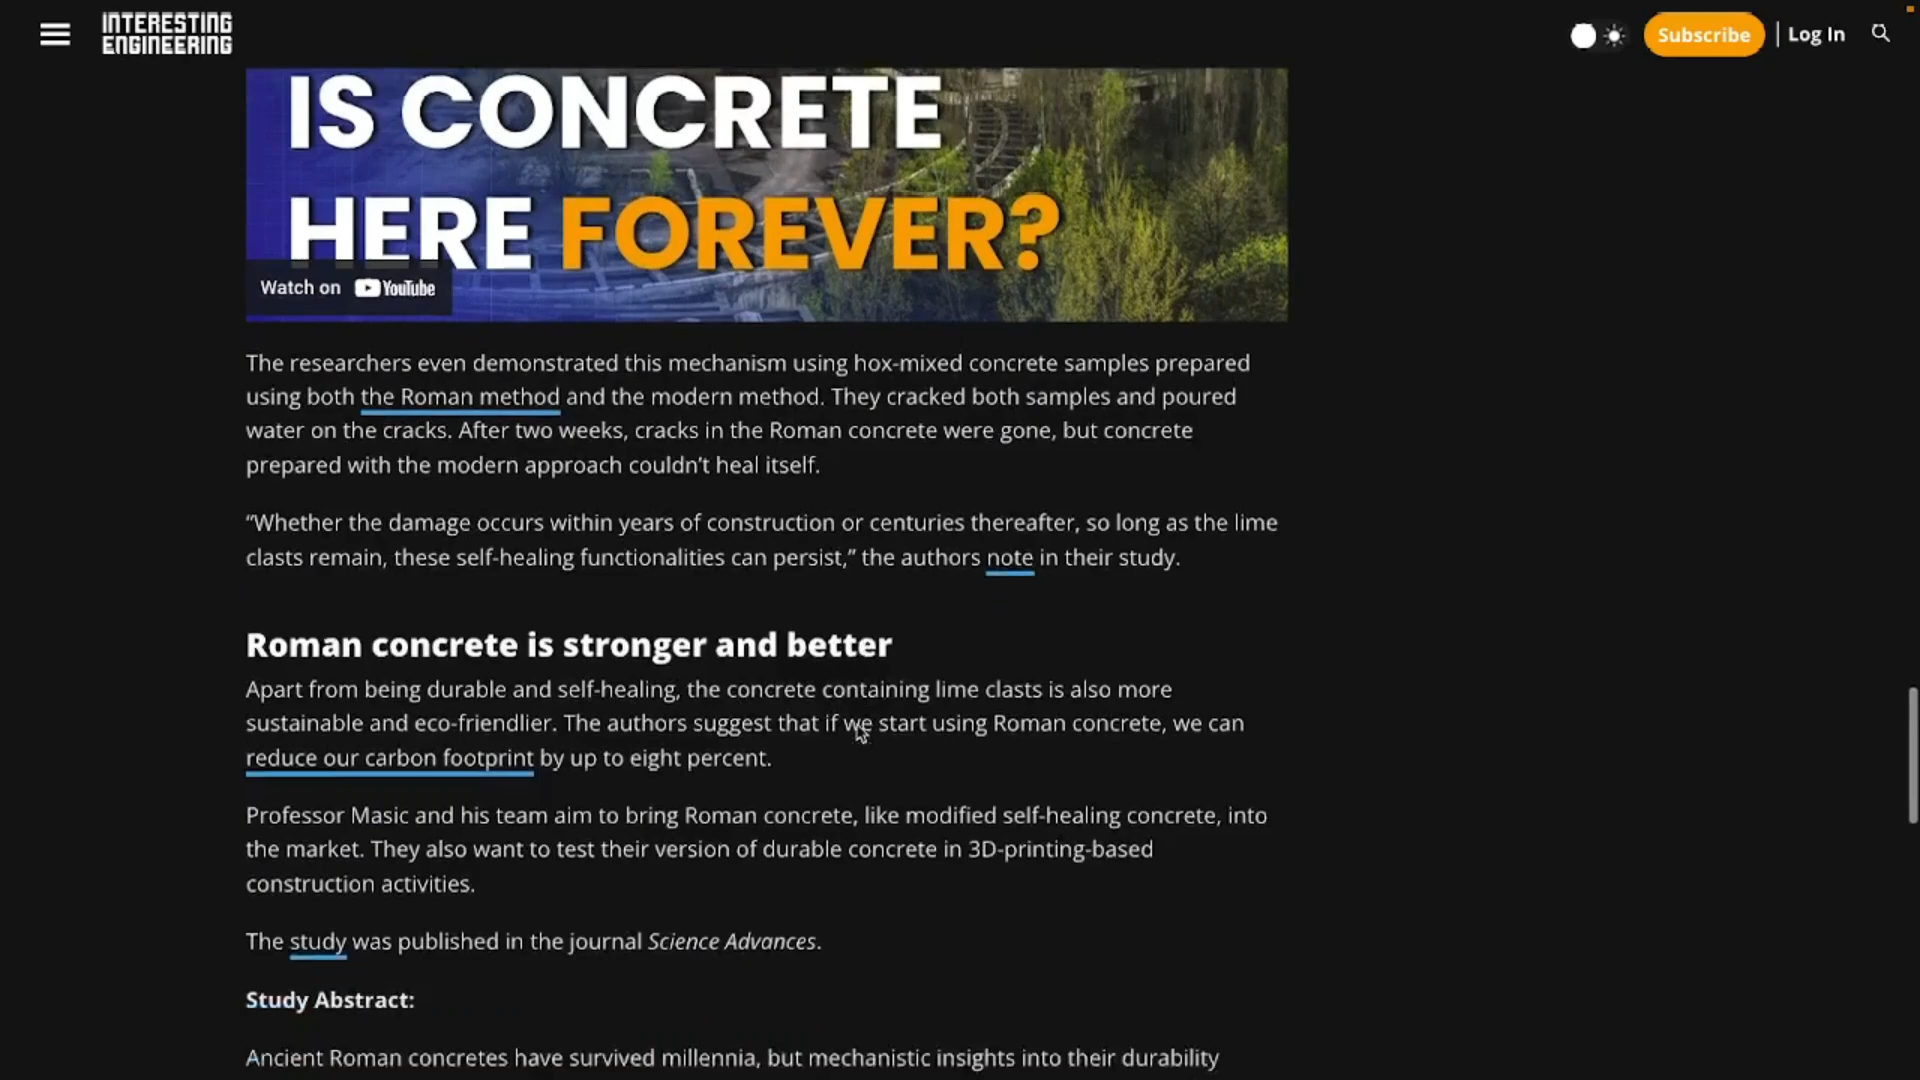 INTERESTING
ENGINEERING
Subscribe
Log In
IS CONCRETE
HERE FOREVER?
Watch on YouTube
The researchers even demonstrated this mechanism using hox-mixed concrete samples prepared
using both the Roman method and the modern method. They cracked both samples and poured
water on the cracks. After two weeks, cracks in the Roman concrete were gone, but concrete
prepared with the modern approach couldn’t heal itself.
“Whether the damage occurs within years of construction or centuries thereafter, so long as the lime
clasts remain, these self-healing functionalities can persist,” the authors note in their study.
Roman concrete is stronger and better
Apart from being durable and self-healing, the concrete containing lime clasts is also more
sustainable and eco-friendlier. The authors suggest that if we start using Roman concrete, we can
reduce our carbon footprint by up to eight percent.
Professor Masic and his team aim to bring Roman concrete, like modified self-healing concrete, into
the market. They also want to test their version of durable concrete in 3D-printing-based
construction activities.
The study was published in the journal Science Advances.
Study Abstract:
Ancient Roman concretes have survived millennia, but mechanistic insights into their durability